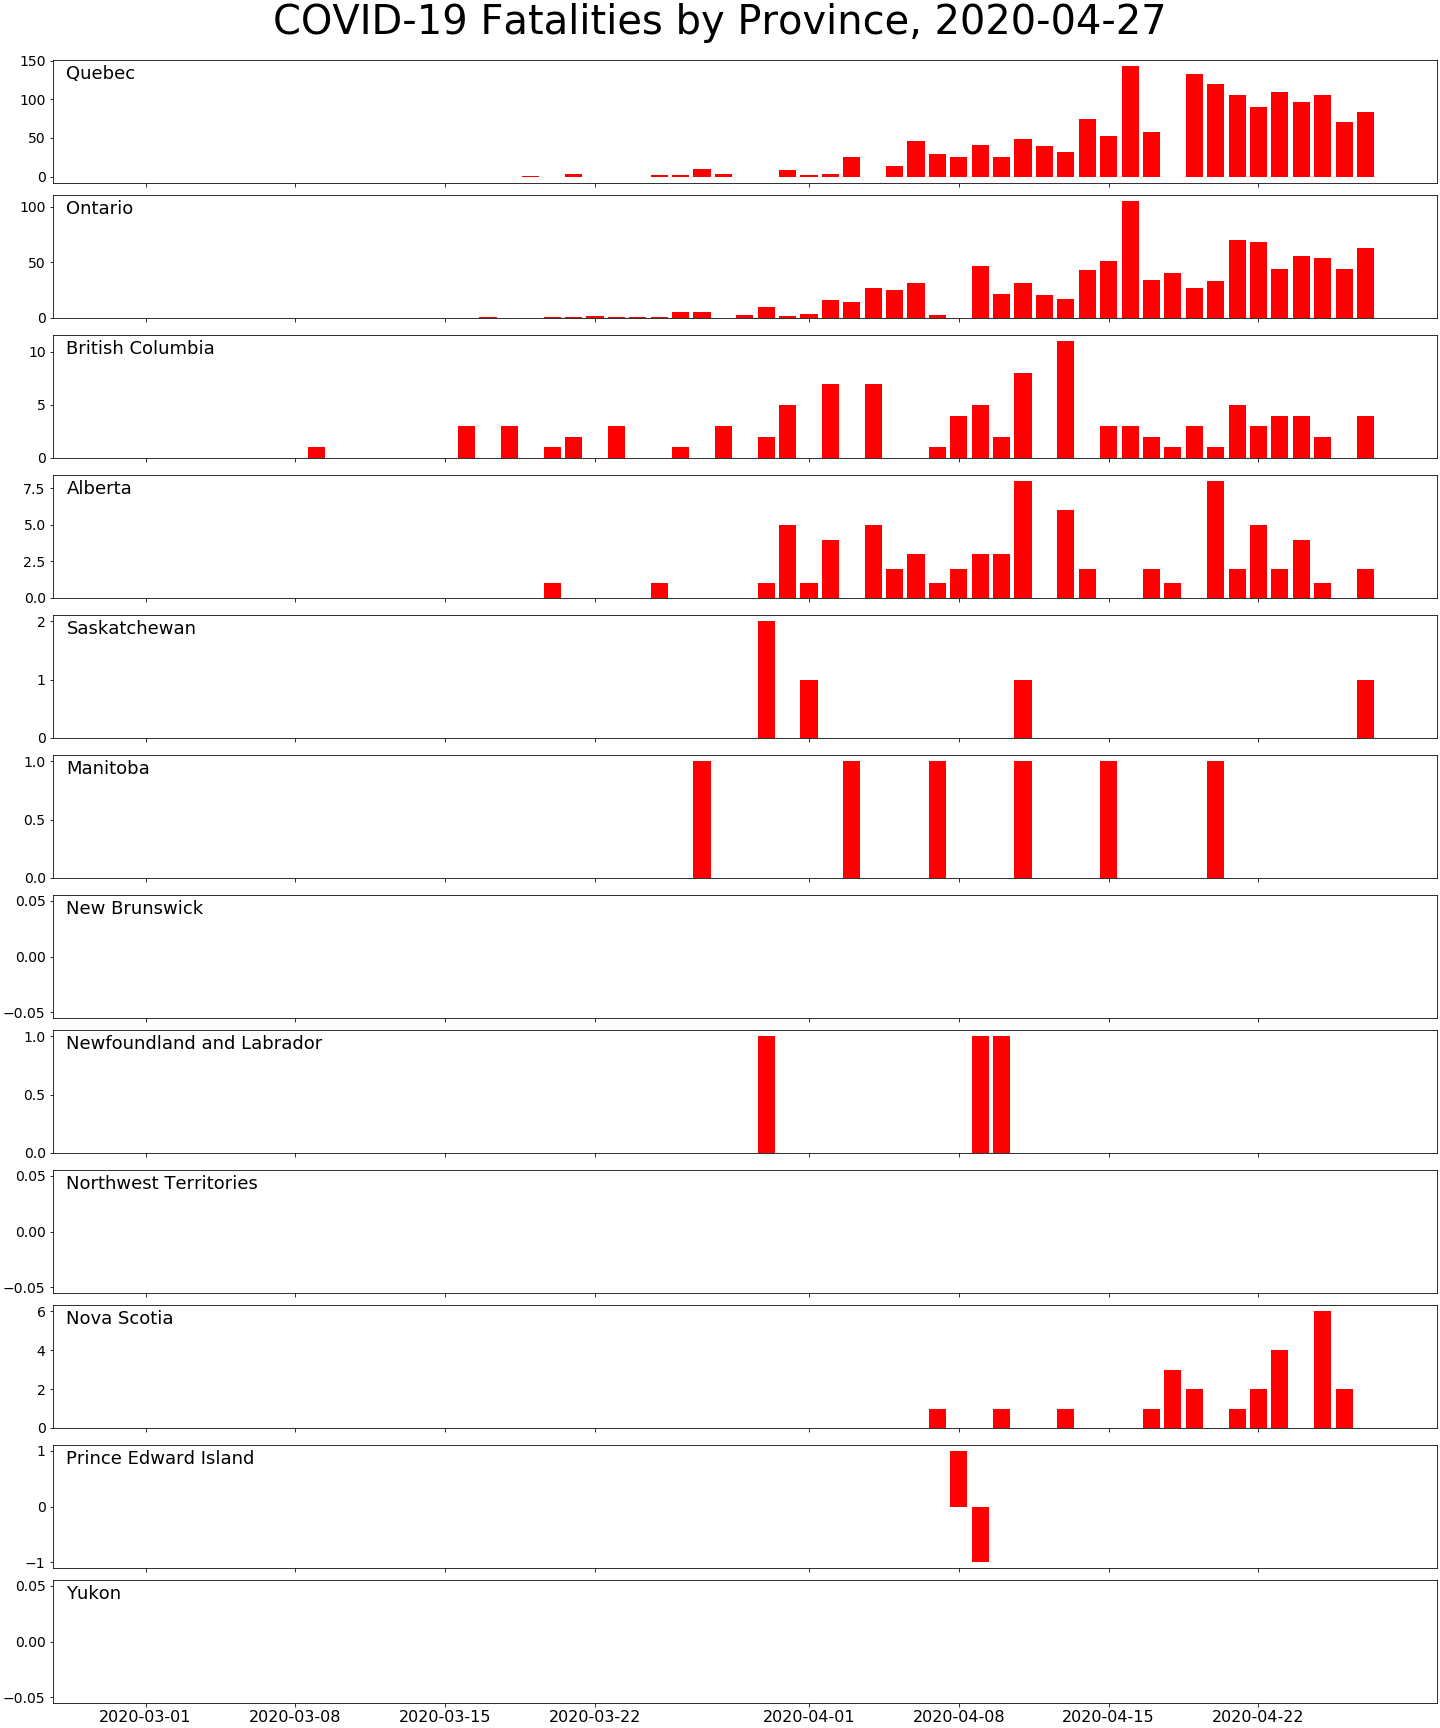 COVID-19 Fatalities by Province, 2020-04-27
150
Quebec
100
50
0
100
Ontario
50
0
10
British Columbia
5
0
7.5
Alberta
5.0
2.5
0.0
2
Saskatchewan
1
0
1.0
Manitoba
0.5
0.0
0.05
New Brunswick
0.00
−0.05
1.0
Newfoundland and Labrador
0.5
0.0
0.05
Northwest Territories
0.00
−0.05
6
Nova Scotia
4
2
0
1
Prince Edward Island
0
−1
0.05
Yukon
0.00
−0.05
2020-03-01 2020-03-08 2020-03-15 2020-03-22 2020-04-01 2020-04-08 2020-04-15 2020-04-22